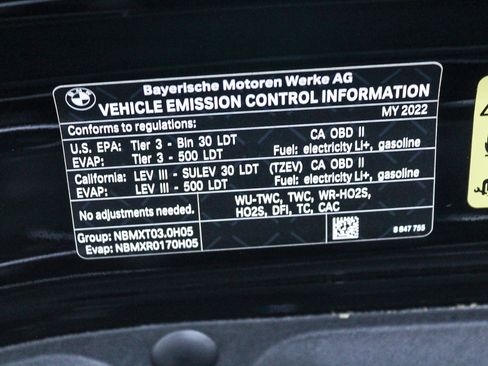 Bayerische Motoren Werke AG
VEHICLE EMISSION CONTROL INFORMATION
Conforms to regulations: MY 2022
U.S. EPA: Tier 3 - Bin 30 LDT CA OBD II
EVAP: Tier 3 - 500 LDT Fuel: electricity LI+, gasoline
California: LEV III - SULEV 30 LDT (TZEV) CA OBD II
EVAP: LEV III - 500 LDT Fuel: electricity LI+, gasoline
No adjustments needed. WU-TWC, TWC, WR-HO2S,
HO2S, DFI, TC, CAC
Group: NBMXT03.0H05
Evap: NBMXR0170H05
8 847 755